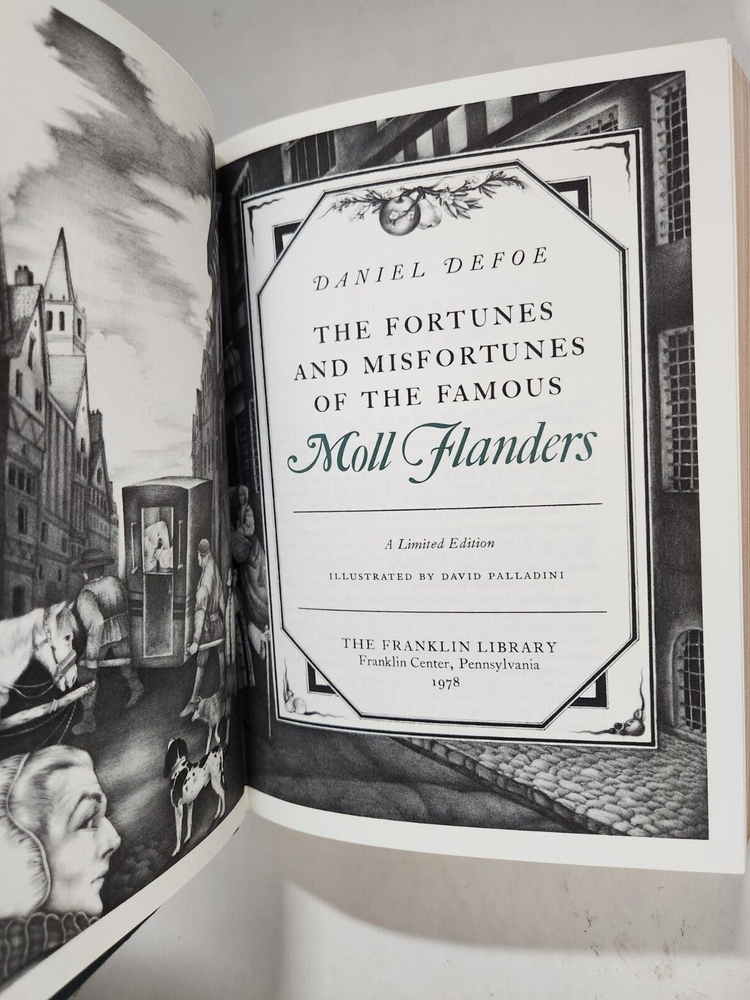 DANIEL DEFOE
THE FORTUNES
AND MISFORTUNES
OF THE FAMOUS
Moll Flanders
A Limited Edition
ILLUSTRATED BY DAVID PALLADINI
THE FRANKLIN LIBRARY
Franklin Center, Pennsylvania
1978